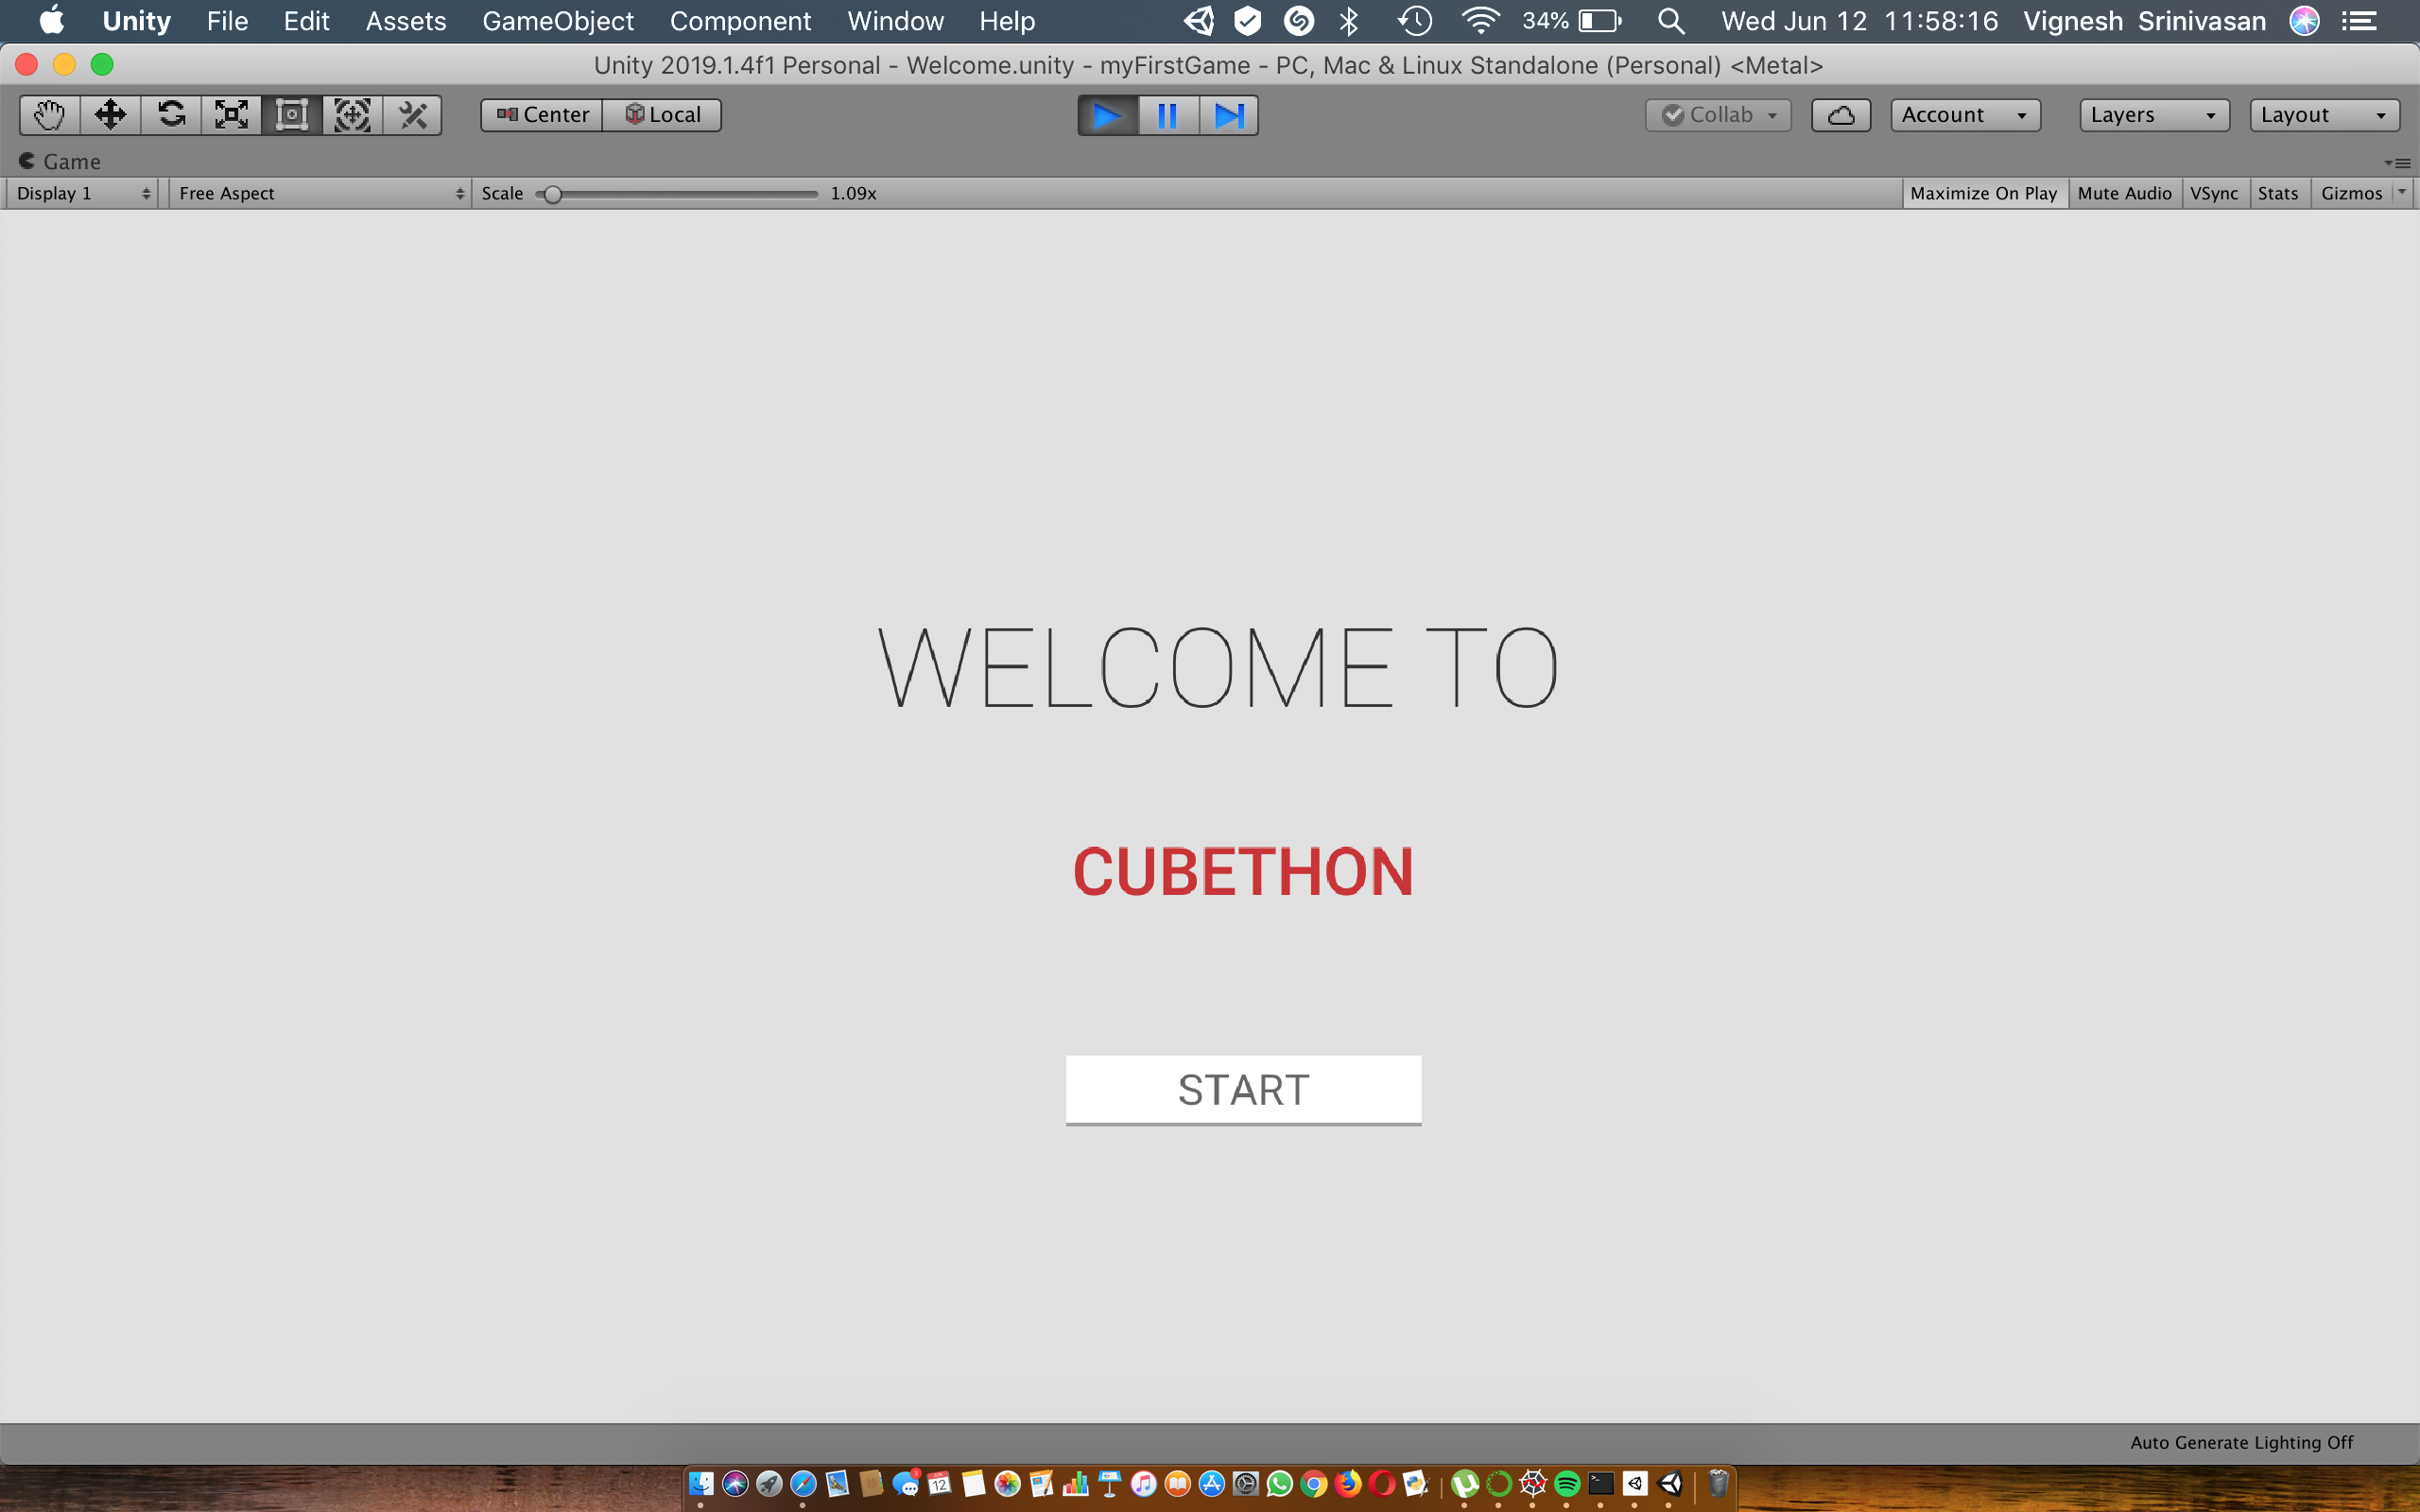 Unity File Edit Assets GameObject Component Window Help 34% Wed Jun 12 11:58:16 Vignesh Srinivasan
Unity 2019.1.4f1 Personal - Welcome.unity - myFirstGame - PC, Mac & Linux Standalone (Personal) <Metal>
Center Local Collab Account Layers Layout
Game
Display 1 Free Aspect Scale 1.09x Maximize On Play Mute Audio VSync Stats Gizmos
WELCOME TO
CUBETHON
START
Auto Generate Lighting Off
3 12